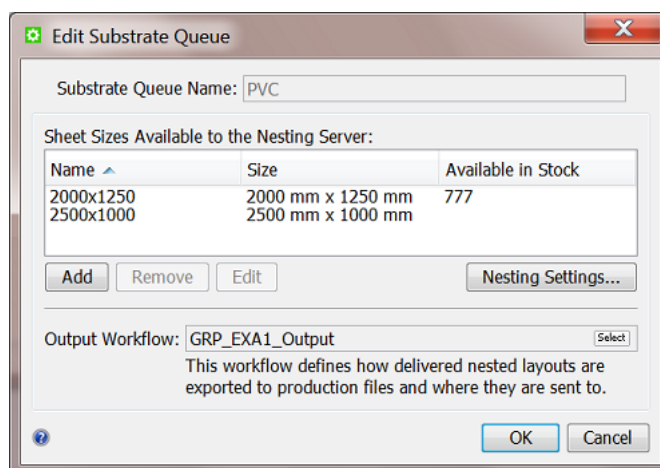 Edit Substrate Queue
X
Substrate Queue Name: PVC
Sheet Sizes Available to the Nesting Server:
Name Size Available in Stock
2000x1250 2000 mm x 1250 mm 777
2500x1000 2500 mm x 1000 mm
Add Remove Edit Nesting Settings...
Output Workflow: GRP_EXA1_Output Select
This workflow defines how delivered nested layouts are
exported to production files and where they are sent to.
? OK Cancel